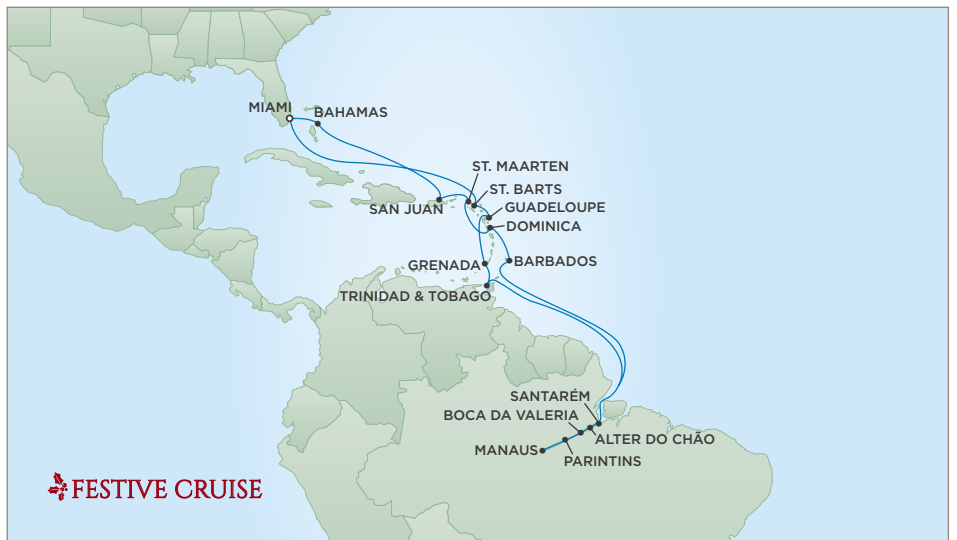 MIAMI
BAHAMAS
ST. MAARTEN
ST. BARTS
SAN JUAN
GUADELOUPE
DOMINICA
GRENADA
BARBADOS
TRINIDAD & TOBAGO
SANTARÉM
BOCA DA VALERIA
ALTER DO CHÃO
MANAUS
PARINTINS
FESTIVE CRUISE